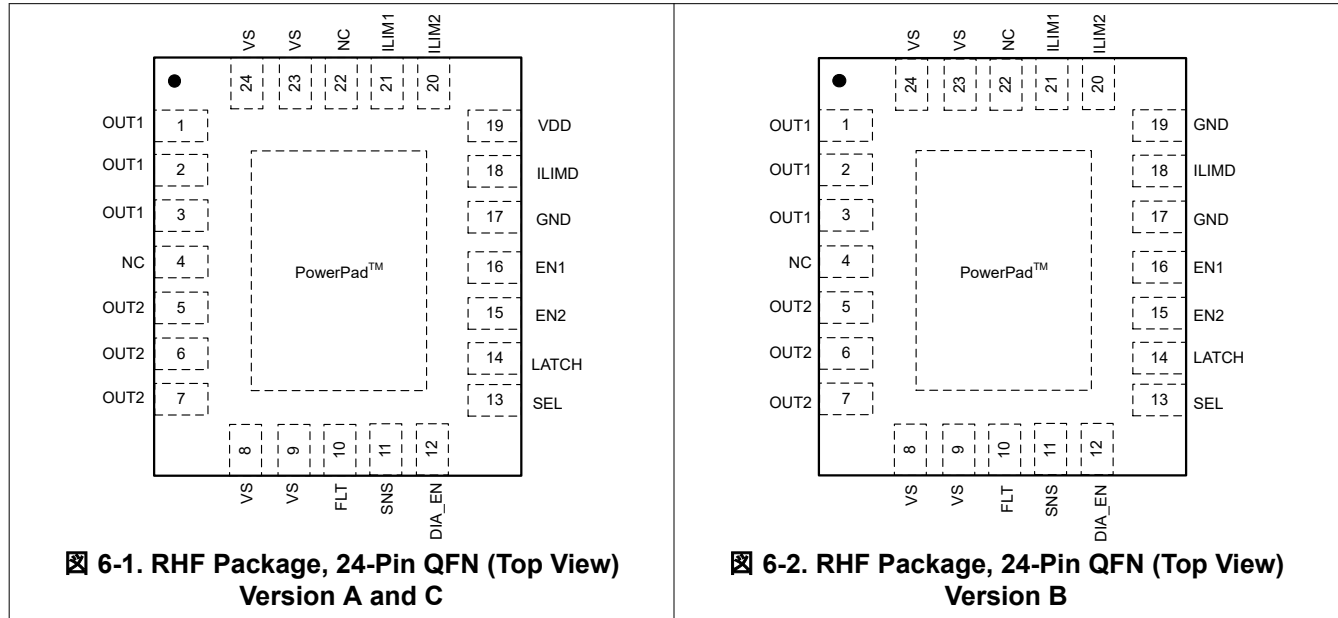 VS VS NC ILIM1 ILIM2
24 23 22 21 20
OUT1 1 19 VDD
OUT1 2 18 ILIMD
OUT1 3 17 GND
NC 4 16 EN1
PowerPad™
OUT2 5 15 EN2
OUT2 6 14 LATCH
OUT2 7 13 SEL
8 9 10 11 12
VS VS FLT SNS DIA_EN
図 6-1. RHF Package, 24-Pin QFN (Top View)
Version A and C
VS VS NC ILIM1 ILIM2
24 23 22 21 20
OUT1 1 19 GND
OUT1 2 18 ILIMD
OUT1 3 17 GND
NC 4 16 EN1
PowerPad™
OUT2 5 15 EN2
OUT2 6 14 LATCH
OUT2 7 13 SEL
8 9 10 11 12
VS VS FLT SNS DIA_EN
図 6-2. RHF Package, 24-Pin QFN (Top View)
Version B